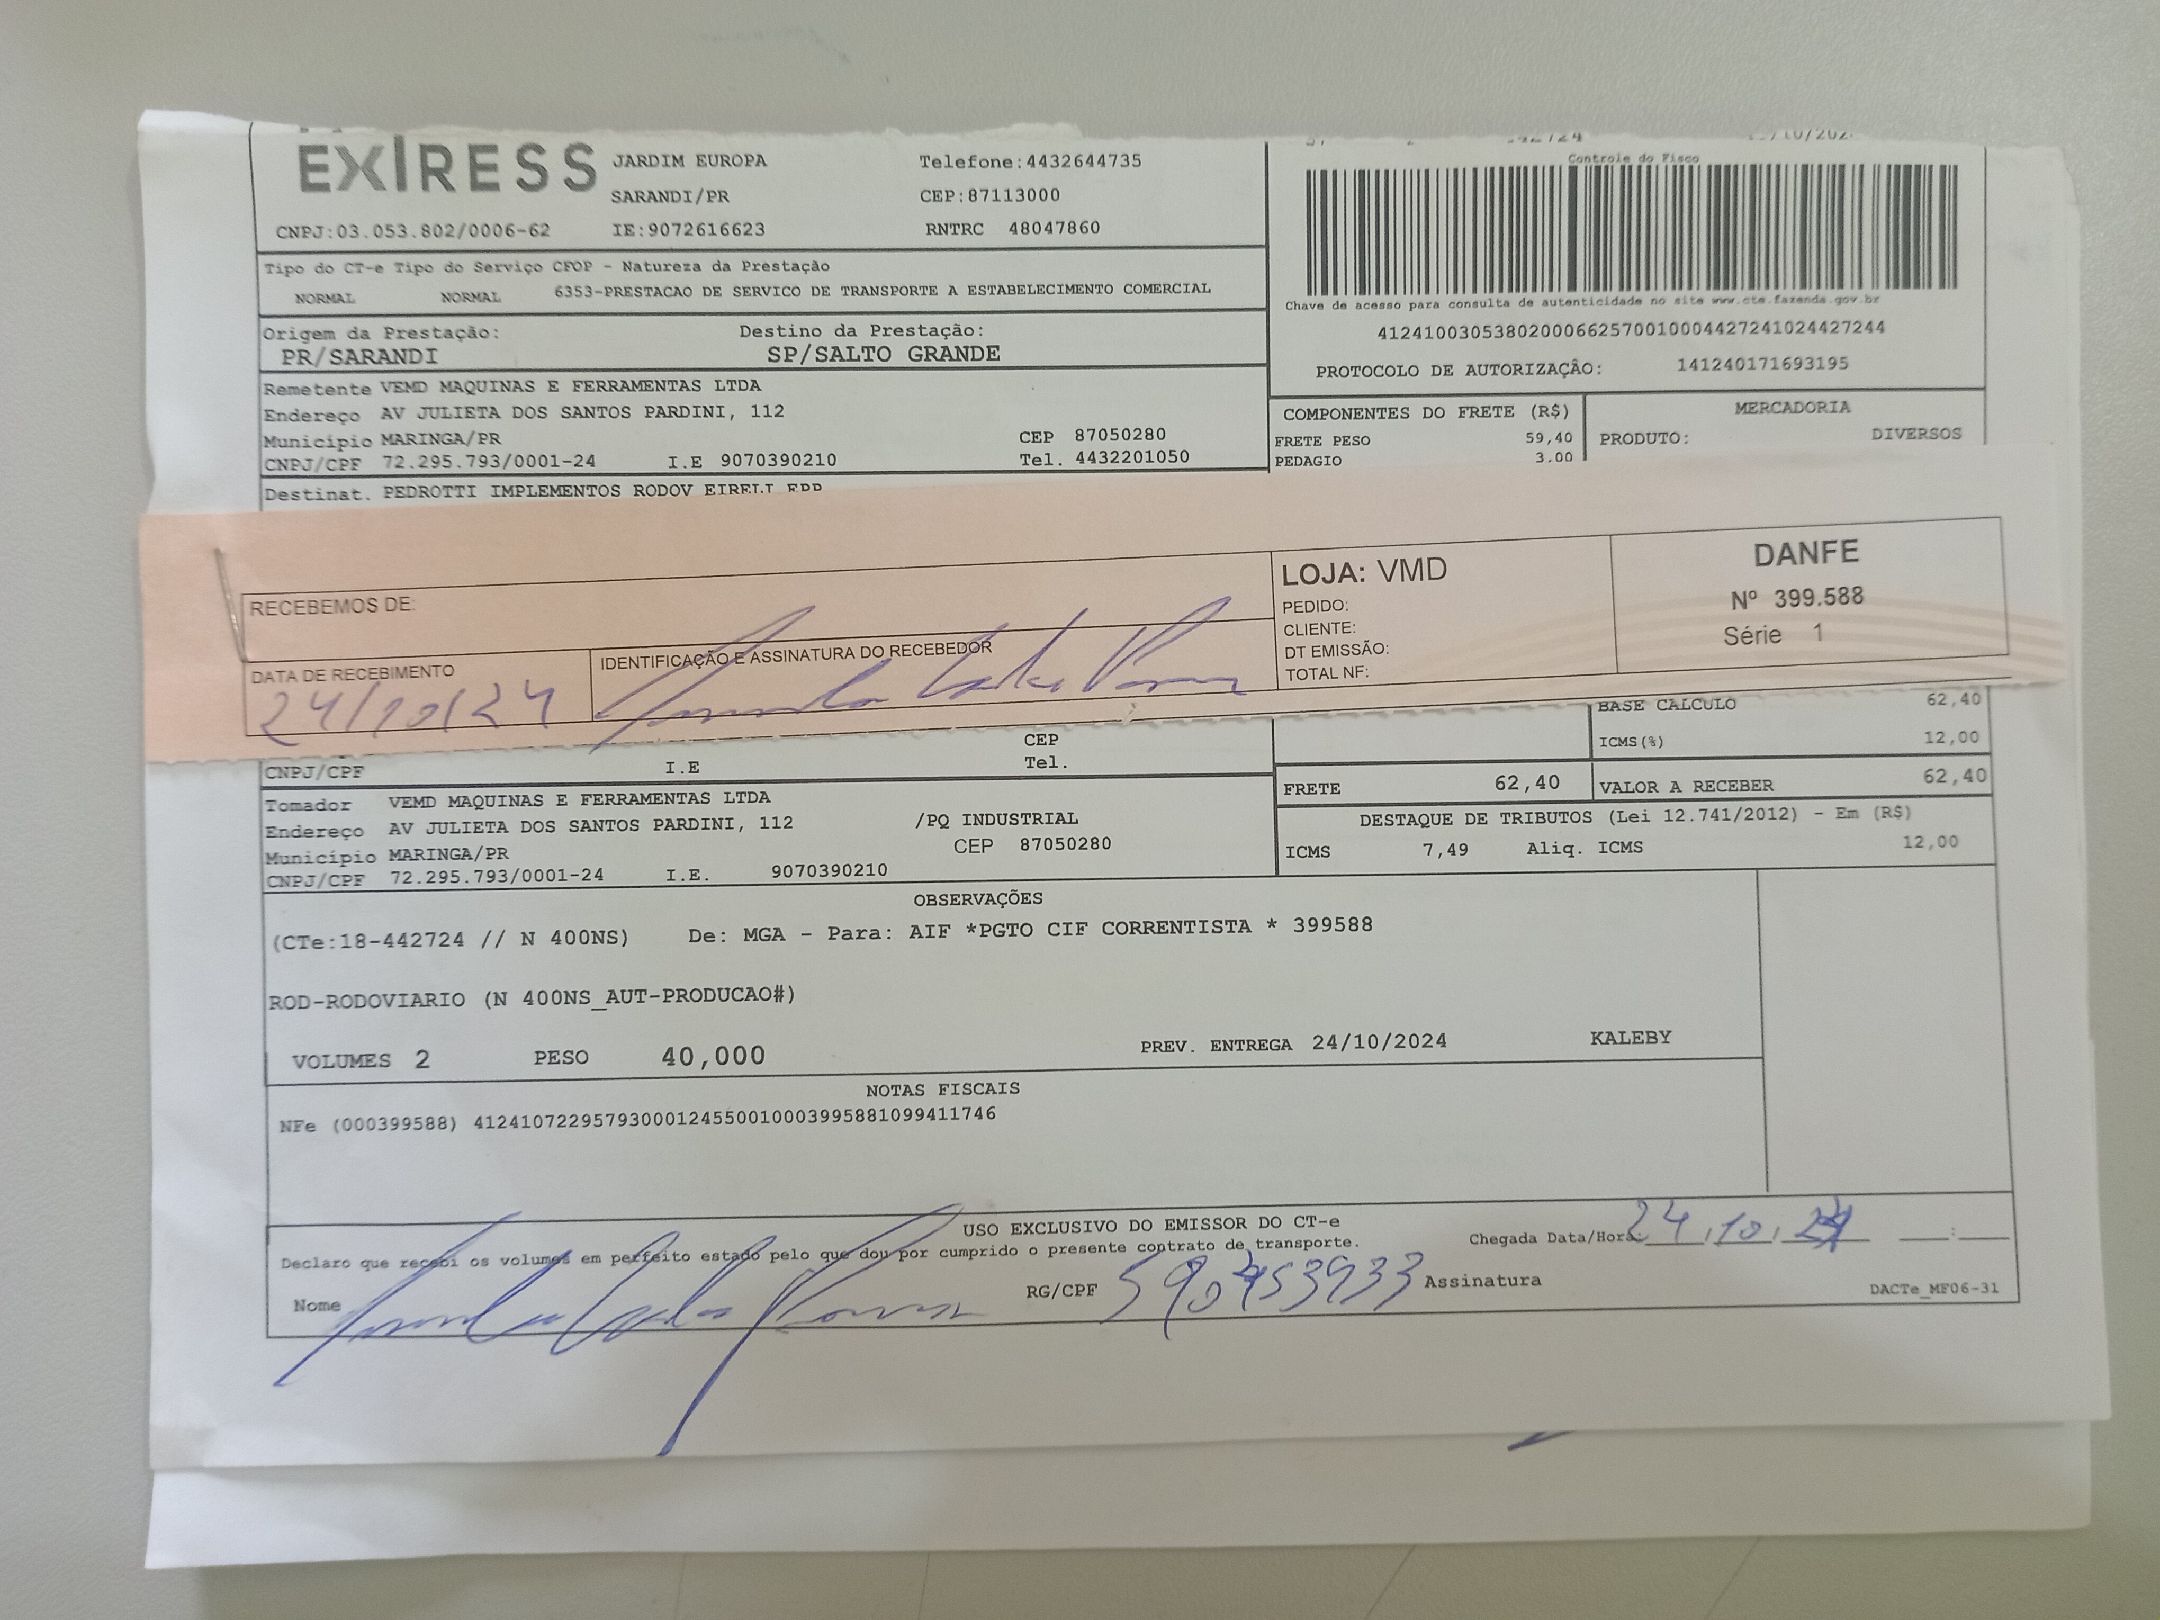 EXIRESS
JARDIM EUROPA Telefone:4432644735
SARANDI/PR CEP:87113000
CNPJ:03.053.802/0006-62 IE:9072616623 RNTRC 48047860
Controle do Fisco
Tipo do CT-e Tipo do Serviço CFOP - Natureza da Prestação
NORMAL NORMAL 6353-PRESTACAO DE SERVICO DE TRANSPORTE A ESTABELECIMENTO COMERCIAL
Chave de acesso para consulta de autenticidade no site www.cte.fazenda.gov.br
41241003053802000662570010004427241024427244
PROTOCOLO DE AUTORIZAÇÂO: 141240171693195
Origem da Prestação: Destino da Prestação:
PR/SARANDI SP/SALTO GRANDE
Remetente VEMD MAQUINAS E FERRAMENTAS LTDA
Endereço AV JULIETA DOS SANTOS PARDINI, 112
Município MARINGA/PR CEP 87050280
CNPJ/CPF 72.295.793/0001-24 I.E 9070390210 Tel. 4432201050
COMPONENTES DO FRETE (R$) MERCADORIA
FRETE PESO 59,40 PRODUTO: DIVERSOS
PEDAGIO 3,00
Destinat. PEDROTTI IMPLEMENTOS RODOV EIRELI EPP
RECEBEMOS DE:
DATA DE RECEBIMENTO IDENTIFICAÇÃO E ASSINATURA DO RECEBEDOR
24/10/24
LOJA: VMD
PEDIDO:
CLIENTE:
DT EMISSÃO:
TOTAL NF:
DANFE
Nº 399.588
Série 1
BASE CALCULO 62,40
ICMS(%) 12,00
CEP
CNPJ/CPF I.E Tel.
FRETE 62,40 VALOR A RECEBER 62,40
DESTAQUE DE TRIBUTOS (Lei 12.741/2012) - Em (R$)
ICMS 7,49 Aliq. ICMS 12,00
Tomador VEMD MAQUINAS E FERRAMENTAS LTDA
Endereço AV JULIETA DOS SANTOS PARDINI, 112 /PQ INDUSTRIAL
Município MARINGA/PR CEP 87050280
CNPJ/CPF 72.295.793/0001-24 I.E. 9070390210
OBSERVAÇÕES
(CTe:18-442724 // N 400NS) De: MGA - Para: AIF *PGTO CIF CORRENTISTA * 399588
ROD-RODOVIARIO (N 400NS_AUT-PRODUCAO#)
VOLUMES 2 PESO 40,000 PREV. ENTREGA 24/10/2024 KALEBY
NOTAS FISCAIS
NFe (000399588) 41241072295793000124550010003995881099411746
USO EXCLUSIVO DO EMISSOR DO CT-e
Declaro que recebi os volumes em perfeito estado pelo que dou por cumprido o presente contrato de transporte. Chegada Data/Hora 24,10,24 :
Nome RG/CPF Assinatura
DACTe_MF06-31